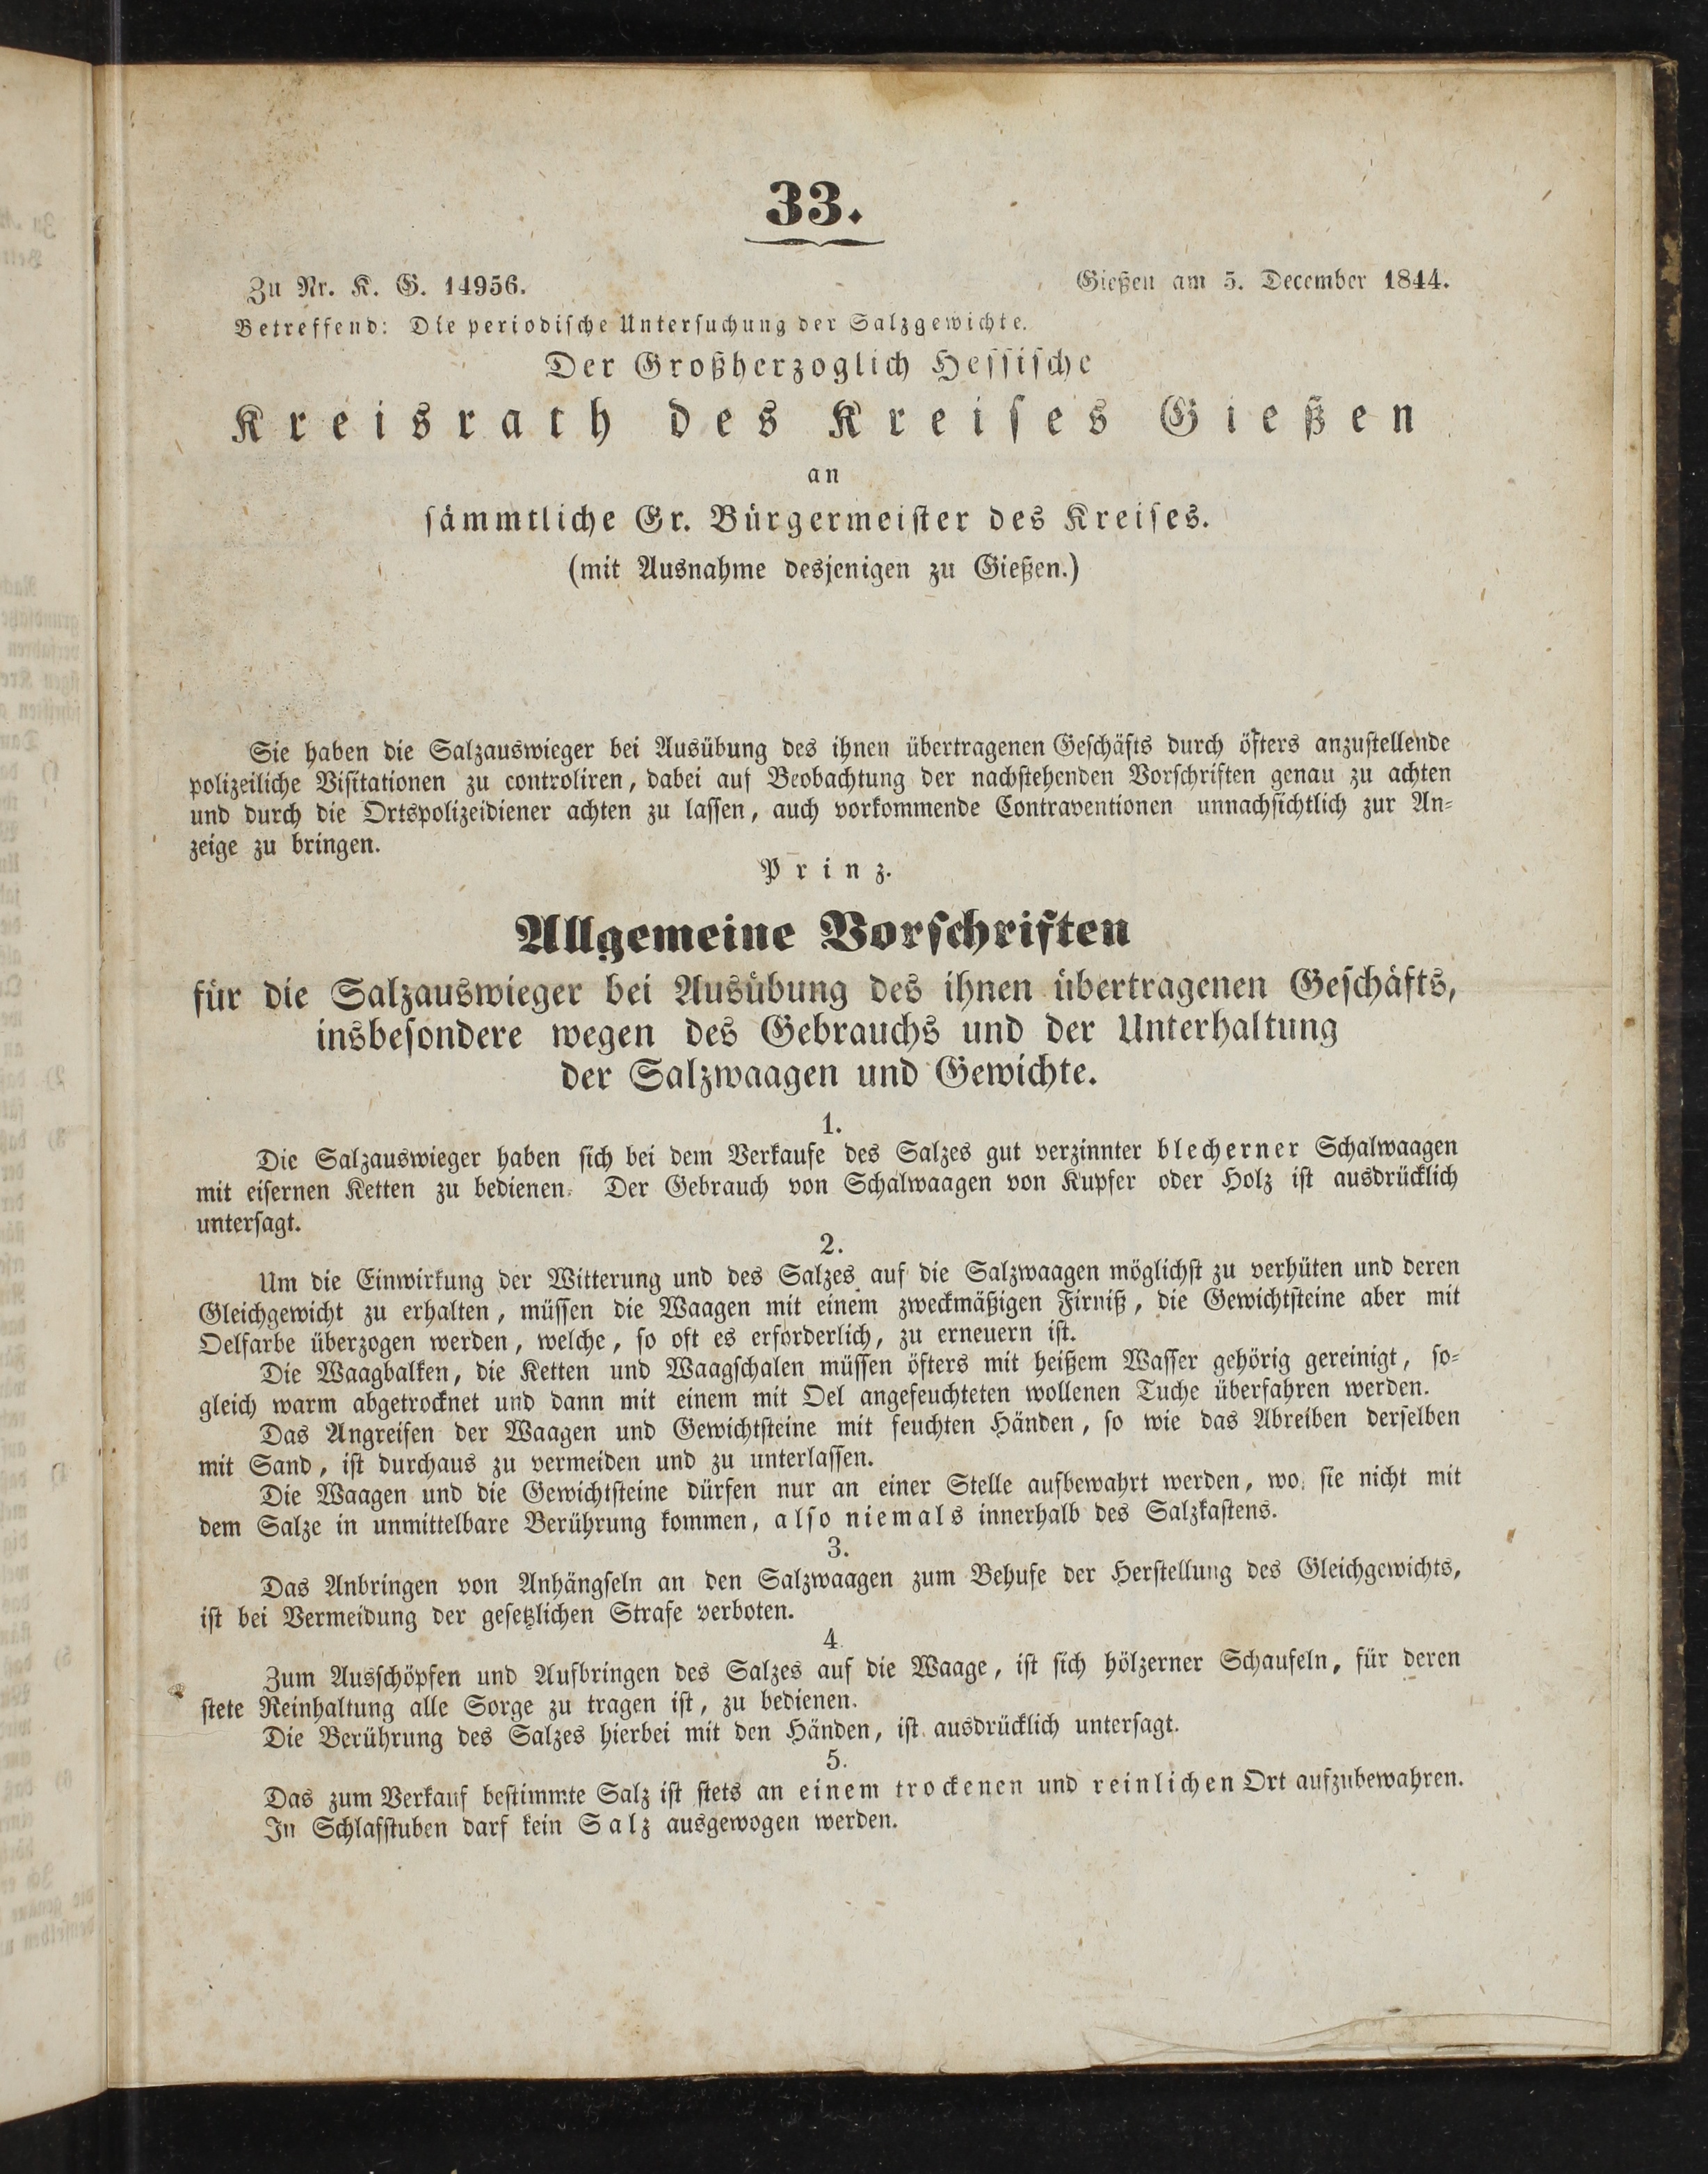 33.
Zu Nr. K. G. 14956.
Gießen am 5. December 1844.
Betreffend: Die periodische Untersuchung der Salzgewichte.
Der Großherzoglich Hessische
Kreisrath des Kreises Gießen
an
sämmtliche Gr. Bürgermeister des Kreises.
(mit Ausnahme desjenigen zu Gießen.)
Sie haben die Salzauswieger bei Ausübung des ihnen übertragenen Geschäfts durch öfters anzustellende
polizeiliche Visitationen zu controliren, dabei auf Beobachtung der nachstehenden Vorschriften genau zu achten
und durch die Ortspolizeidiener achten zu lassen, auch vorkommende Contraventionen unnachsichtlich zur An-
zeige zu bringen.
Prinz.
Allgemeine Vorschriften
für die Salzauswieger bei Ausübung des ihnen übertragenen Geschäfts,
insbesondere wegen des Gebrauchs und der Unterhaltung
der Salzwaagen und Gewichte.
1.
Die Salzauswieger haben sich bei dem Verkaufe des Salzes gut verzinnter blecherner Schalwaagen
mit eisernen Ketten zu bedienen. Der Gebrauch von Schalwaagen von Kupfer oder Holz ist ausdrücklich
untersagt.
2.
Um die Einwirkung der Witterung und des Salzes auf die Salzwaagen möglichst zu verhüten und deren
Gleichgewicht zu erhalten, müssen die Waagen mit einem zweckmäßigen Firniß, die Gewichtsteine aber mit
Oelfarbe überzogen werden, welche, so oft es erforderlich, zu erneuern ist.
Die Waagbalken, die Ketten und Waagschalen müssen öfters mit heißem Wasser gehörig gereinigt, so-
gleich warm abgetrocknet und dann mit einem mit Oel angefeuchteten wollenen Tuche überfahren werden.
Das Angreifen der Waagen und Gewichtsteine mit feuchten Händen, so wie das Abreiben derselben
mit Sand, ist durchaus zu vermeiden und zu unterlassen.
Die Waagen und die Gewichtsteine dürfen nur an einer Stelle aufbewahrt werden, wo sie nicht mit
dem Salze in unmittelbare Berührung kommen, also niemals innerhalb des Salzkastens.
3.
Das Anbringen von Anhängseln an den Salzwaagen zum Behufe der Herstellung des Gleichgewichts,
ist bei Vermeidung der gesetzlichen Strafe verboten.
4.
Zum Ausschöpfen und Aufbringen des Salzes auf die Waage, ist sich hölzerner Schaufeln, für deren
stete Reinhaltung alle Sorge zu tragen ist, zu bedienen.
Die Berührung des Salzes hierbei mit den Händen, ist ausdrücklich untersagt.
5.
Das zum Verkauf bestimmte Salz ist stets an einem trockenen und reinlichen Ort aufzubewahren.
In Schlafstuben darf kein Salz ausgewogen werden.